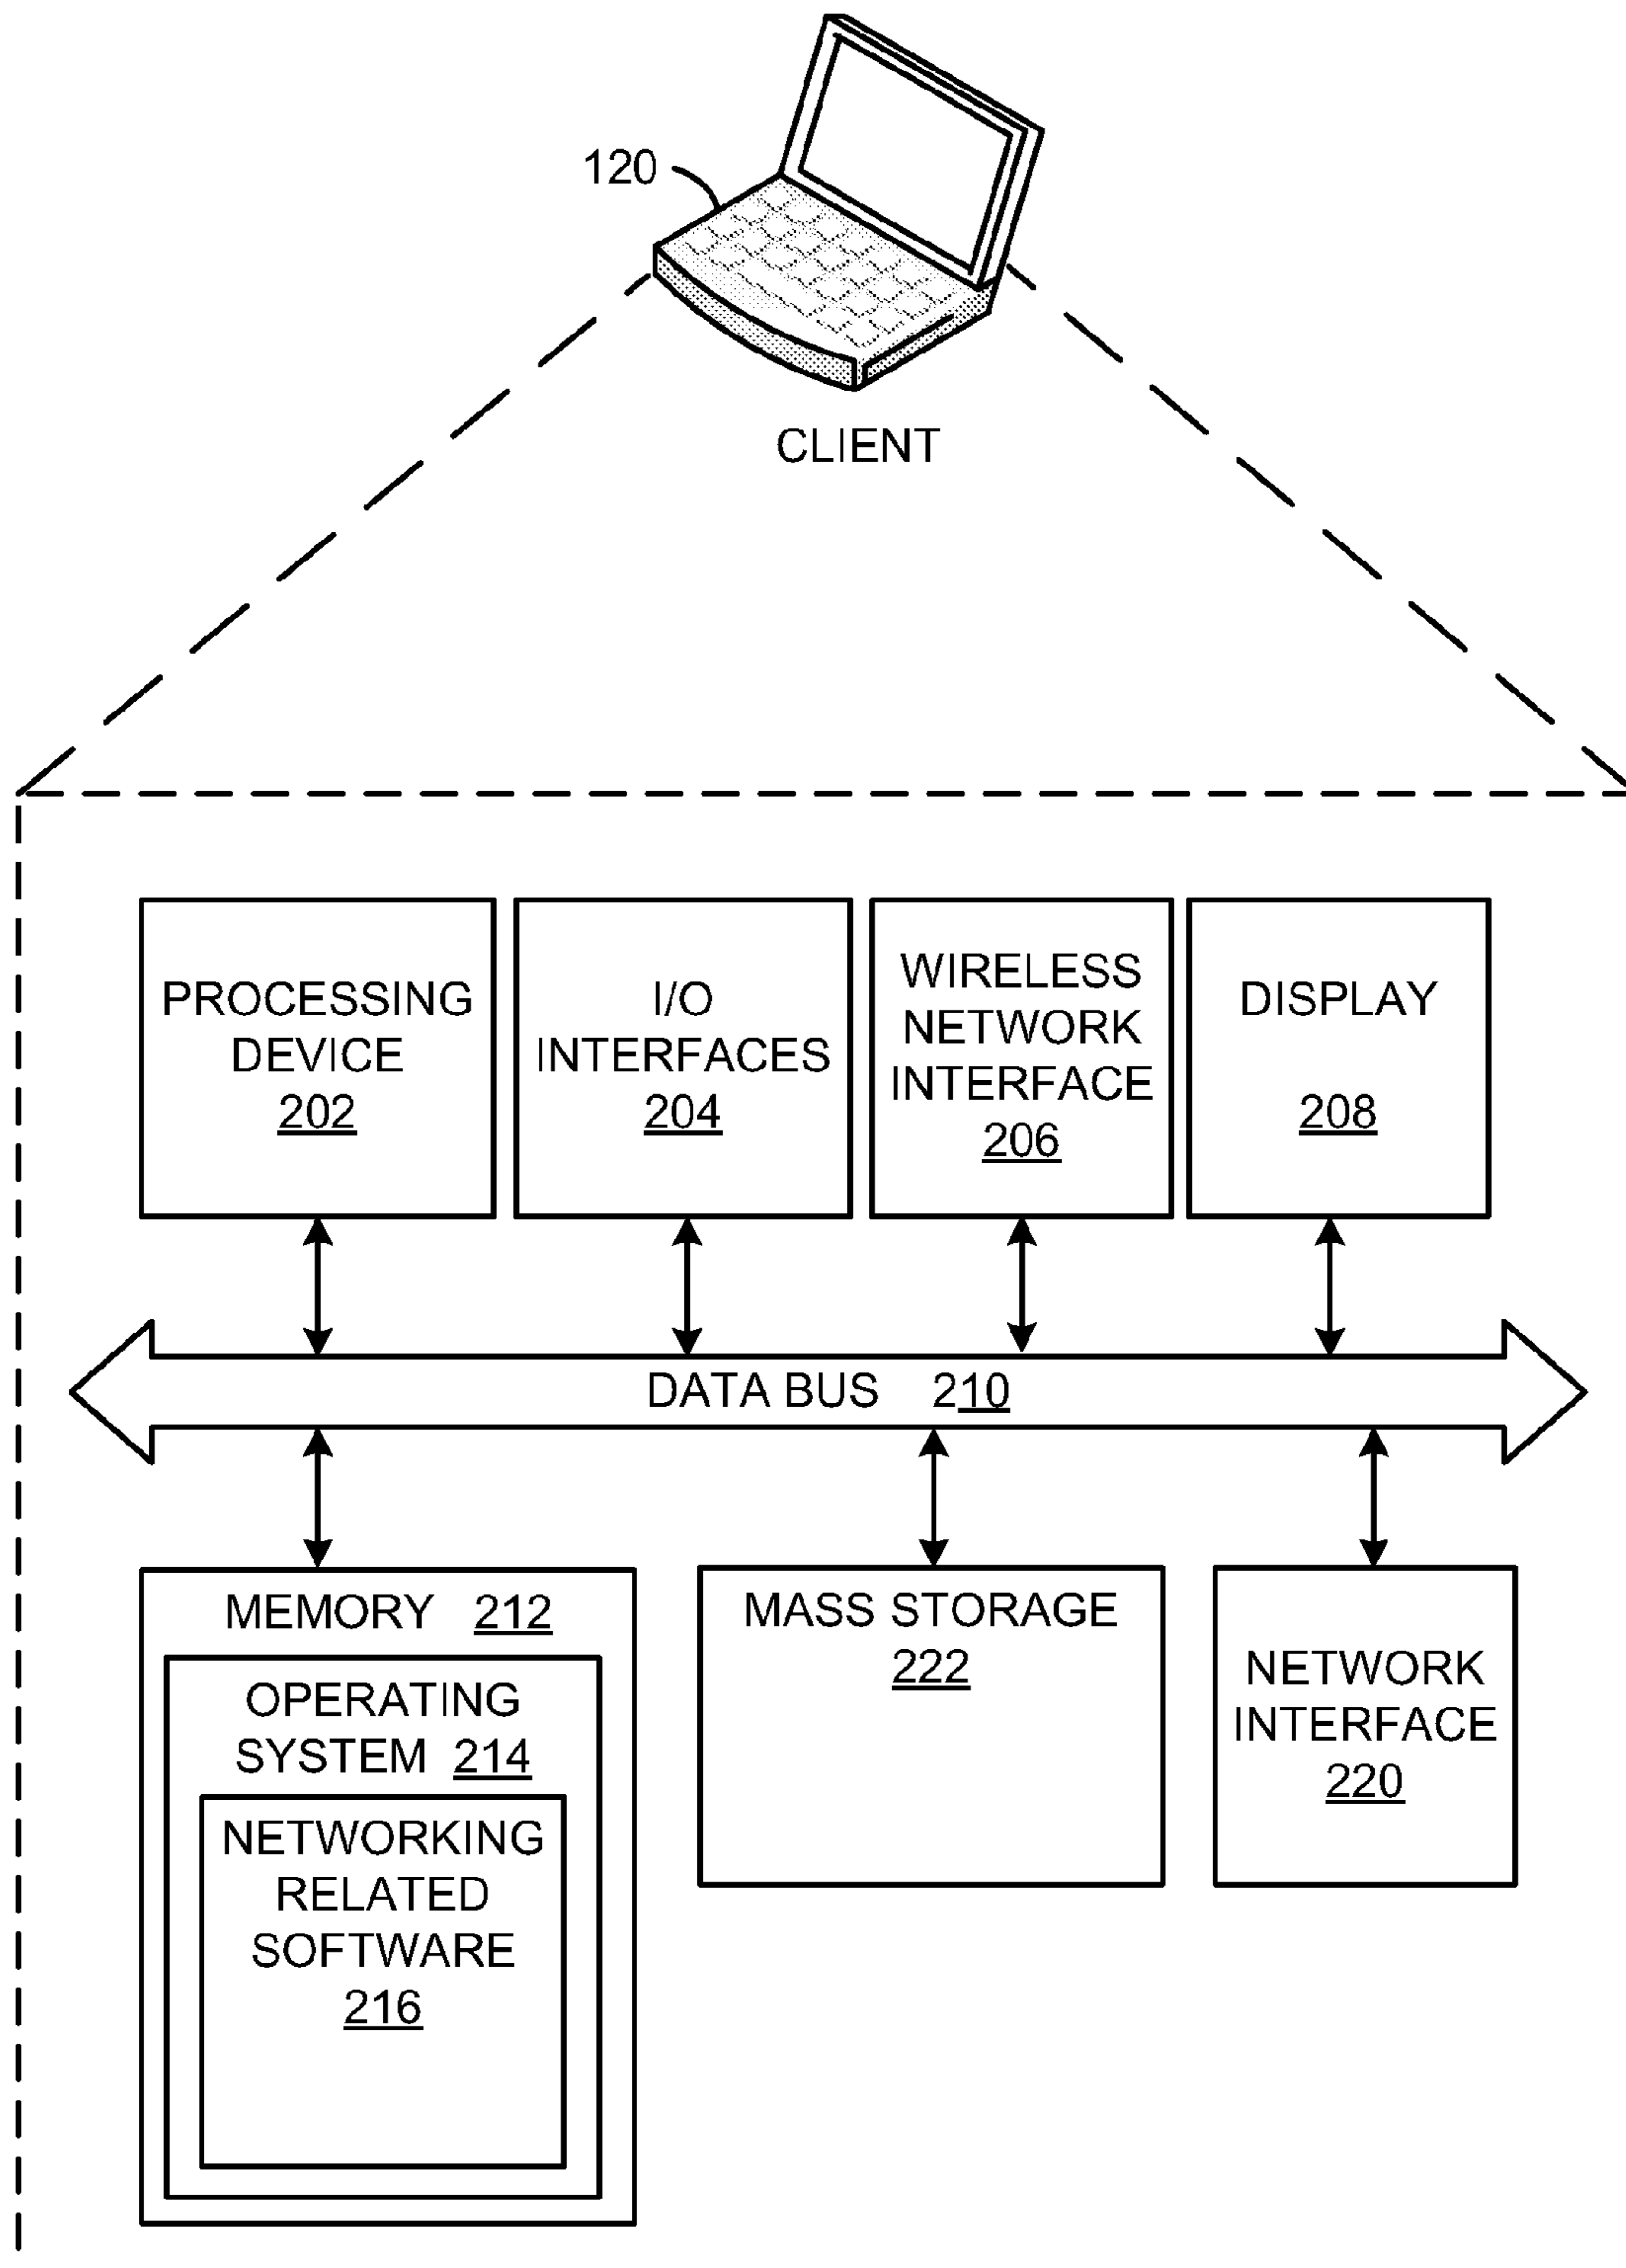 120
CLIENT
PROCESSING
DEVICE
202
I/O
INTERFACES
204
WIRELESS
NETWORK
INTERFACE
206
DISPLAY
208
DATA BUS 210
MEMORY 212
OPERATING
SYSTEM 214
NETWORKING
RELATED
SOFTWARE
216
MASS STORAGE
222
NETWORK
INTERFACE
220